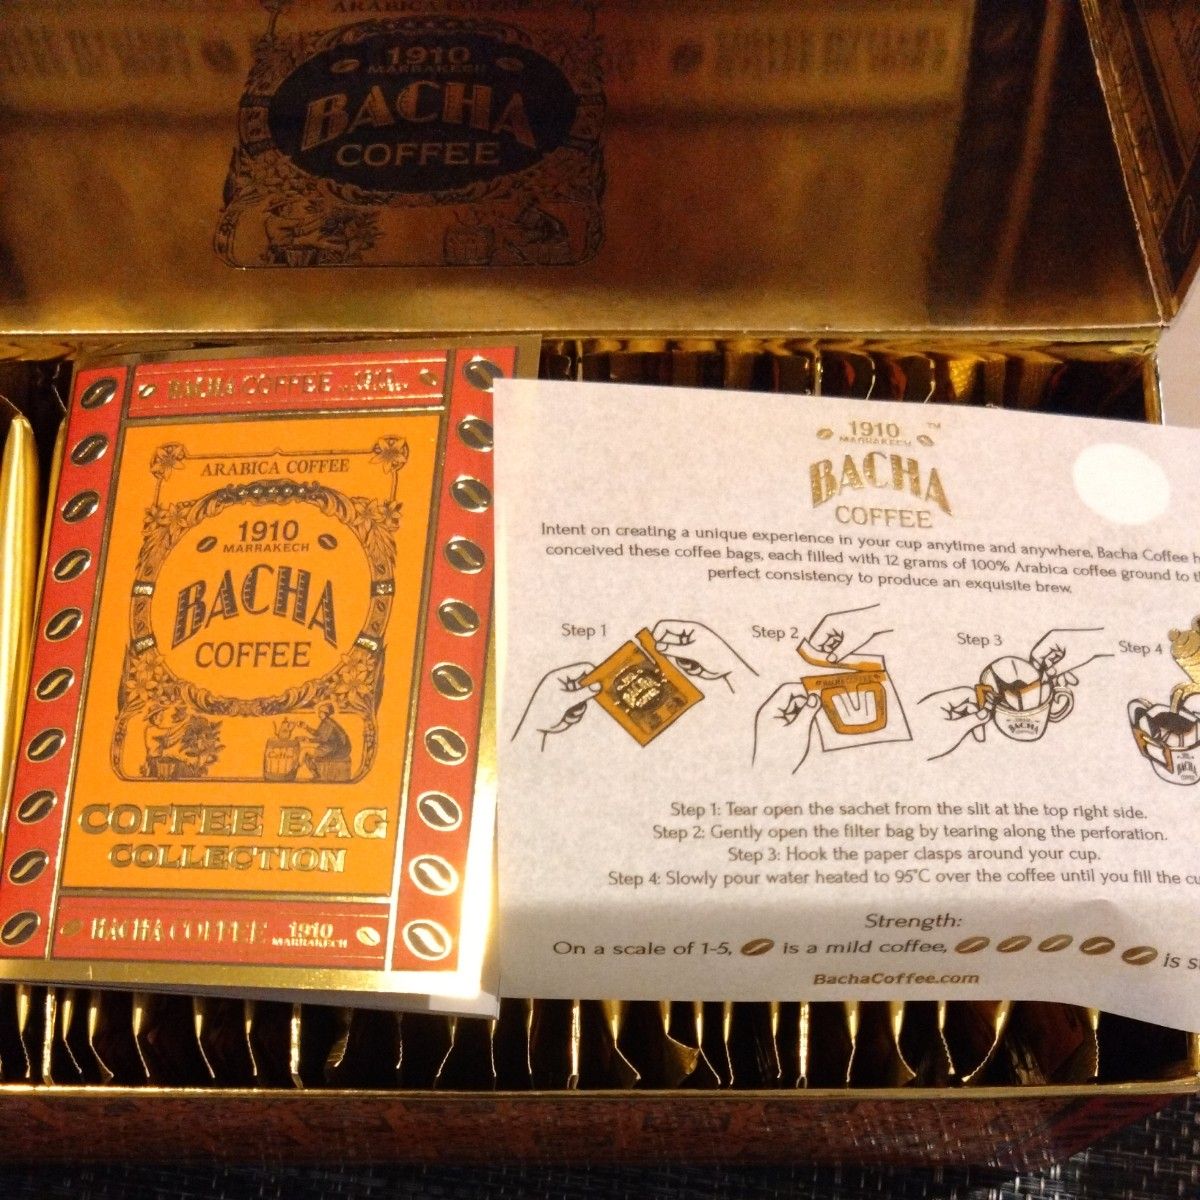 ARABICA COFFEE
1910
MARRAKECH
BACHA
COFFEE
BACHA COFFEE
ARABICA COFFEE
1910
MARRAKECH
BACHA
COFFEE
COFFEE BAG
COLLECTION
BACHA COFFEE 1910
MARRAKECH
1910 ™
MARRAKECH
BACHA
COFFEE
Intent on creating a unique experience in your cup anytime and anywhere, Bacha Coffee
conceived these coffee bags, each filled with 12 grams of 100% Arabica coffee ground to
perfect consistency to produce an exquisite brew.
Step 1
Step 2
Step 3
Step 4
BACHA COFFEE
BACHA
Step 1: Tear open the sachet from the slit at the top right side.
Step 2: Gently open the filter bag by tearing along the perforation.
Step 3: Hook the paper clasps around your cup.
Step 4: Slowly pour water heated to 95°C over the coffee until you fill the
Strength:
On a scale of 1-5, is a mild coffee, is
BachaCoffee.com